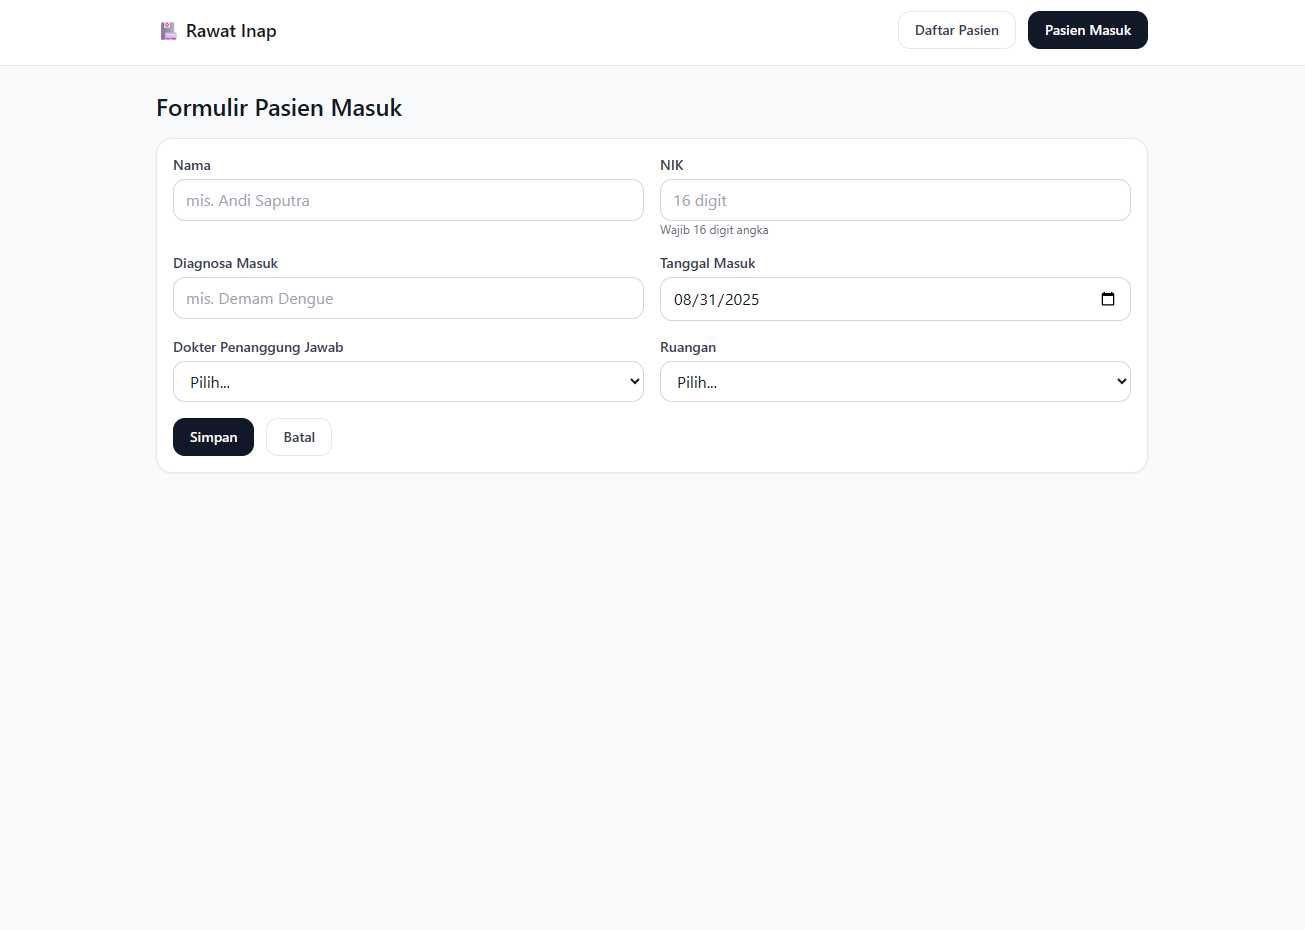 Rawat Inap
Daftar Pasien
Pasien Masuk
Formulir Pasien Masuk
Nama
mis. Andi Saputra
NIK
16 digit
Wajib 16 digit angka
Diagnosa Masuk
mis. Demam Dengue
Tanggal Masuk
08/31/2025
Dokter Penanggung Jawab
Pilih...
Ruangan
Pilih...
Simpan
Batal